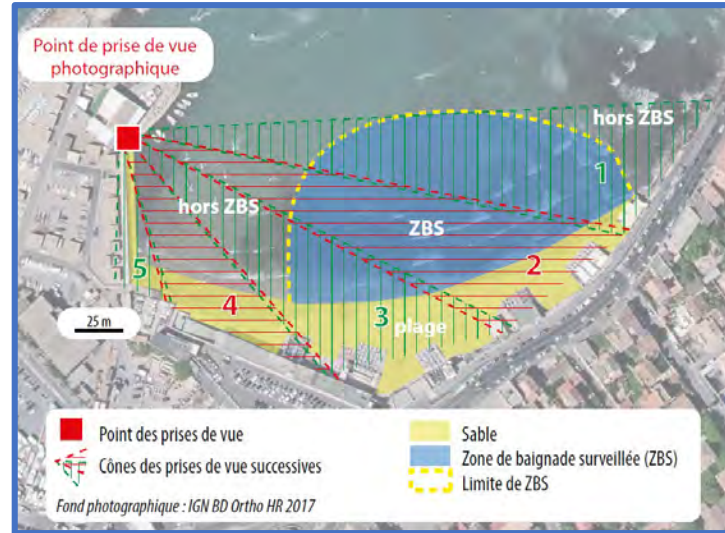 Point de prise de vue
photographique
hors ZBS
1
hors ZBS
ZBS
2
5
4
3
plage
25 m
Point des prises de vue
Cônes des prises de vue successives
Fond photographique : IGN BD Ortho HR 2017
Sable
Zone de baignade surveillée (ZBS)
Limite de ZBS